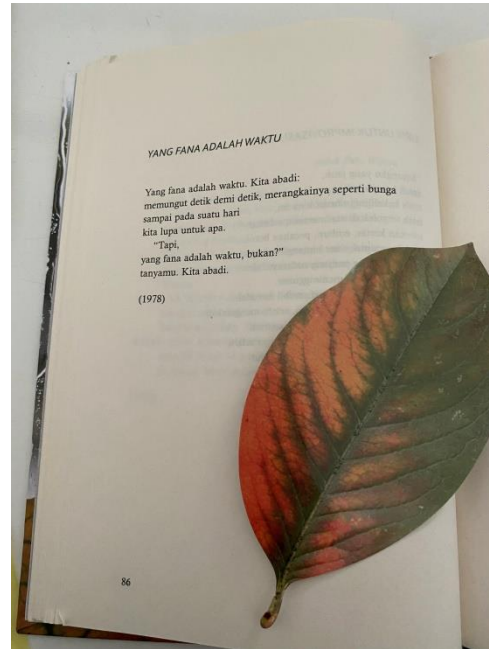 YANG FANA ADALAH WAKTU
Yang fana adalah waktu. Kita abadi:
memungut detik demi detik, merangkainya seperti bunga
sampai pada suatu hari
kita lupa untuk apa.
"Tapi,
yang fana adalah waktu, bukan?"
tanyamu. Kita abadi.
(1978)
86